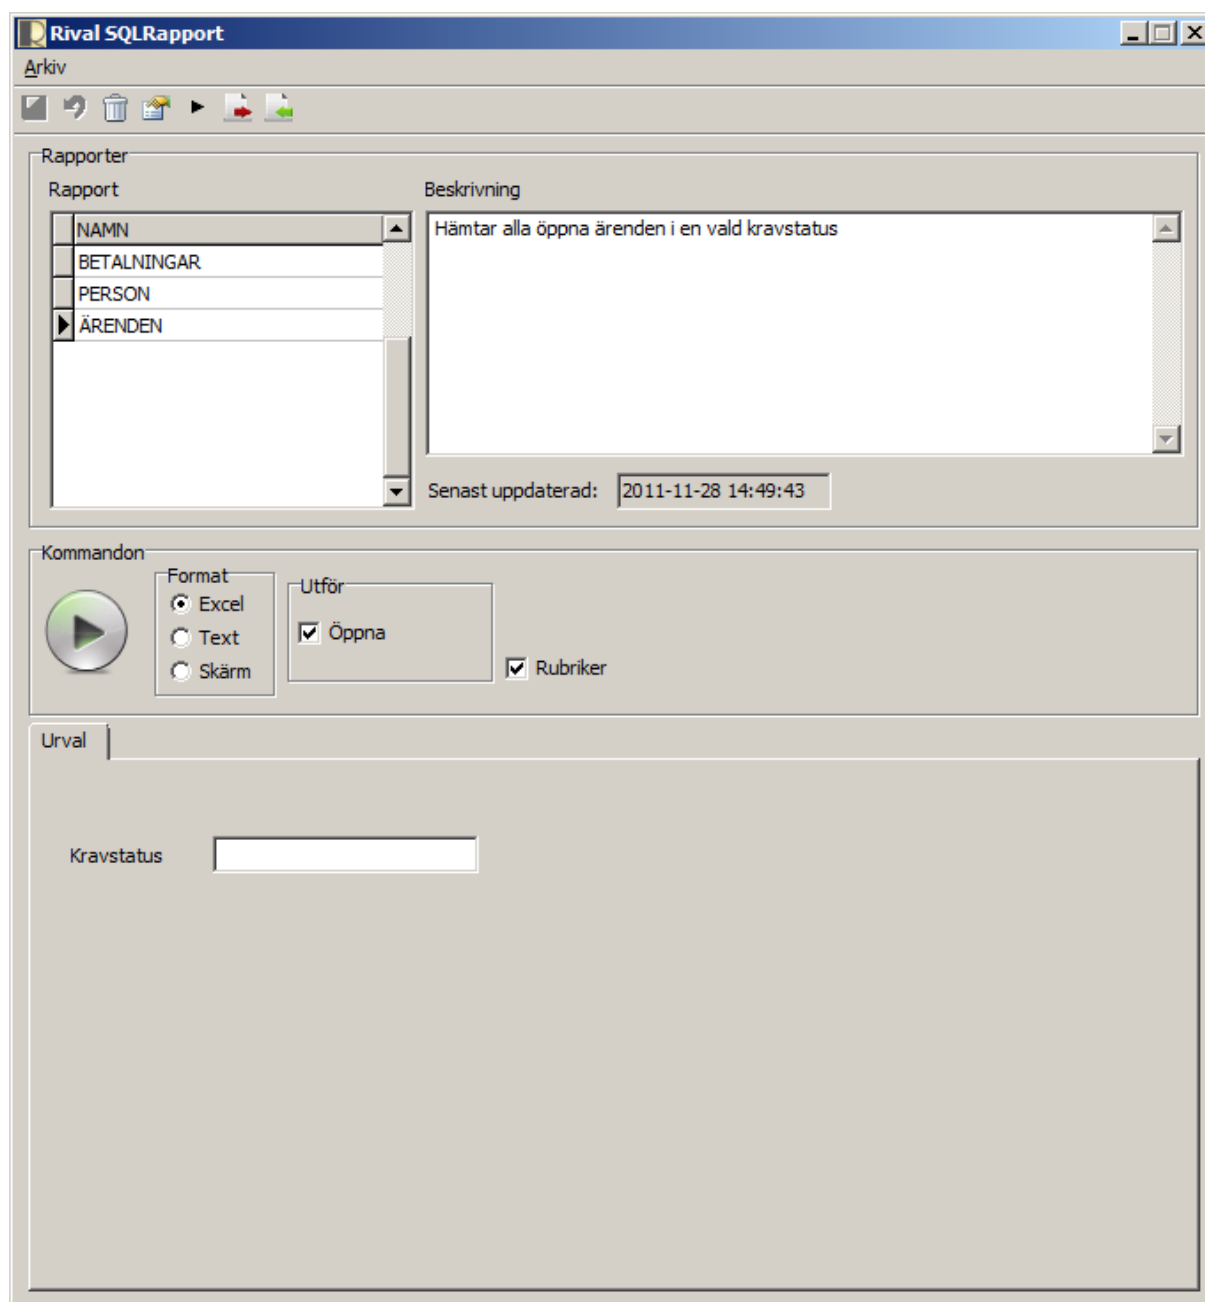 Rival SQLRapport
Arkiv
Rapporter
Rapport
Beskrivning
NAMN
BETALNINGAR
PERSON
ÄRENDEN
Hämtar alla öppna ärenden i en vald kravstatus
Senast uppdaterad: 2011-11-28 14:49:43
Kommandon
Format
Excel
Text
Skärm
Utför
Öppna
Rubriker
Urval
Kravstatus